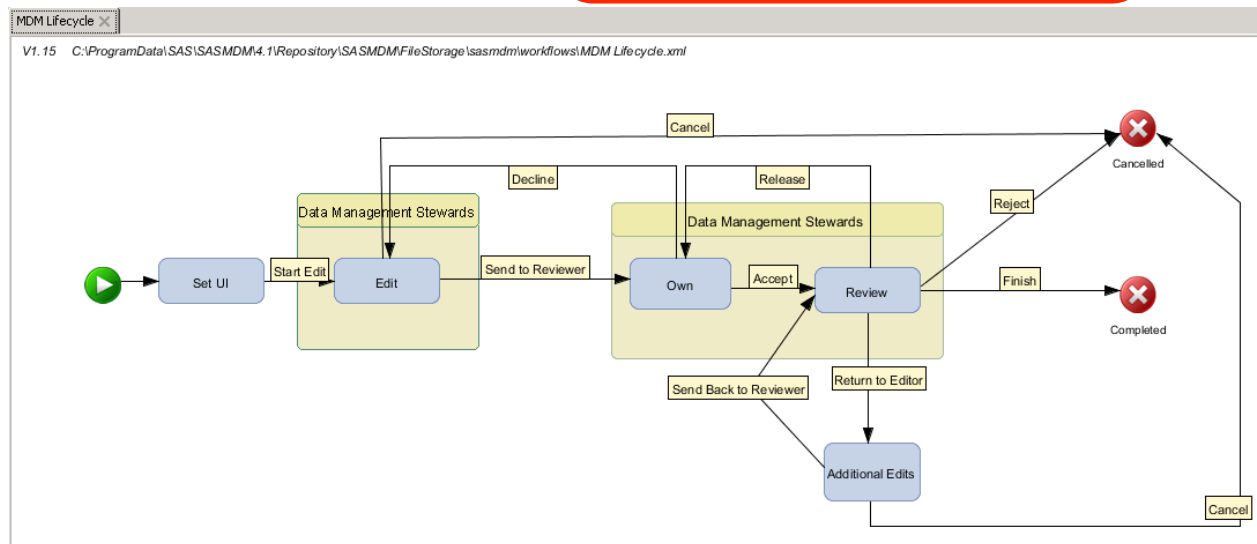 MDM Lifecycle
V1.15 C:\ProgramData\SAS\SASMDM\4.1\Repository\SASMDM\FileStorage\sasmdm\workflows\MDM Lifecycle.xml
Cancel
Cancelled
Decline
Release
Reject
Data Management Stewards
Data Management Stewards
Set UI
Start Edit
Edit
Send to Reviewer
Own
Accept
Review
Finish
Completed
Send Back to Reviewer
Return to Editor
Additional Edits
Cancel